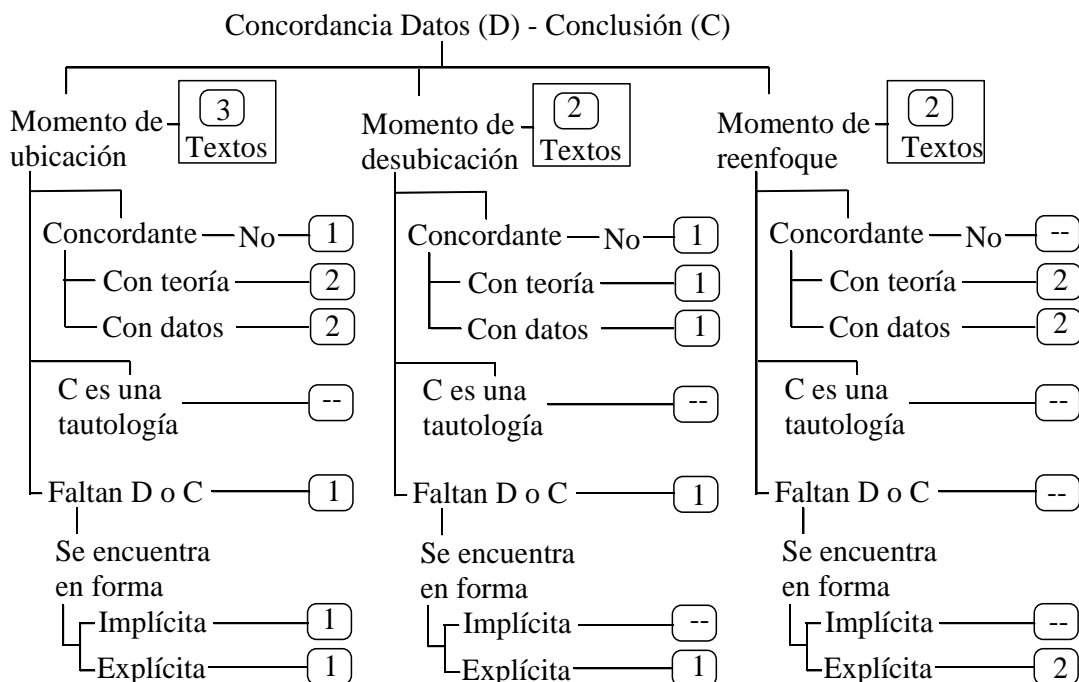 Concordancia Datos (D) - Conclusión (C)
Momento de
ubicación
3
Textos
Concordante No 1
Con teoría 2
Con datos 2
C es una
tautología
--
Faltan D o C 1
Se encuentra
en forma
Implícita 1
Explícita 1
Momento de
desubicación
2
Textos
Concordante No 1
Con teoría 1
Con datos 1
C es una
tautología
--
Faltan D o C 1
Se encuentra
en forma
Implícita --
Explícita 1
Momento de
reenfoque
2
Textos
Concordante No --
Con teoría 2
Con datos 2
C es una
tautología
--
Faltan D o C --
Se encuentra
en forma
Implícita --
Explícita 2